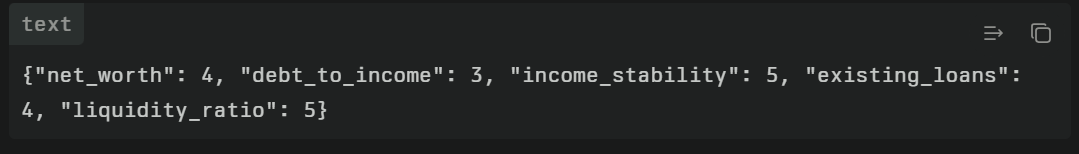 text
{"net_worth": 4, "debt_to_income": 3, "income_stability": 5, "existing_loans":
4, "liquidity_ratio": 5}